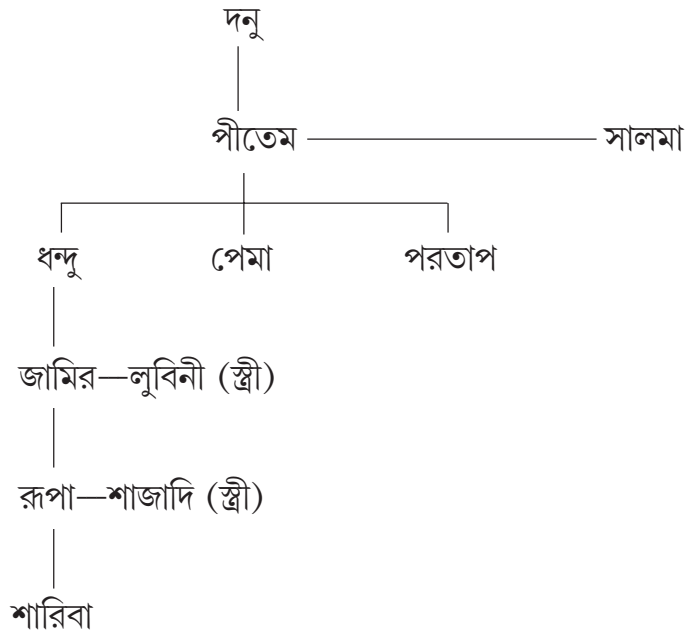 দনু
পীতেম — সালমা
ধন্দু পেমা পরতাপ
জামির—লুবিনী (স্ত্রী)
রূপা—শাজাদি (স্ত্রী)
শারিবা